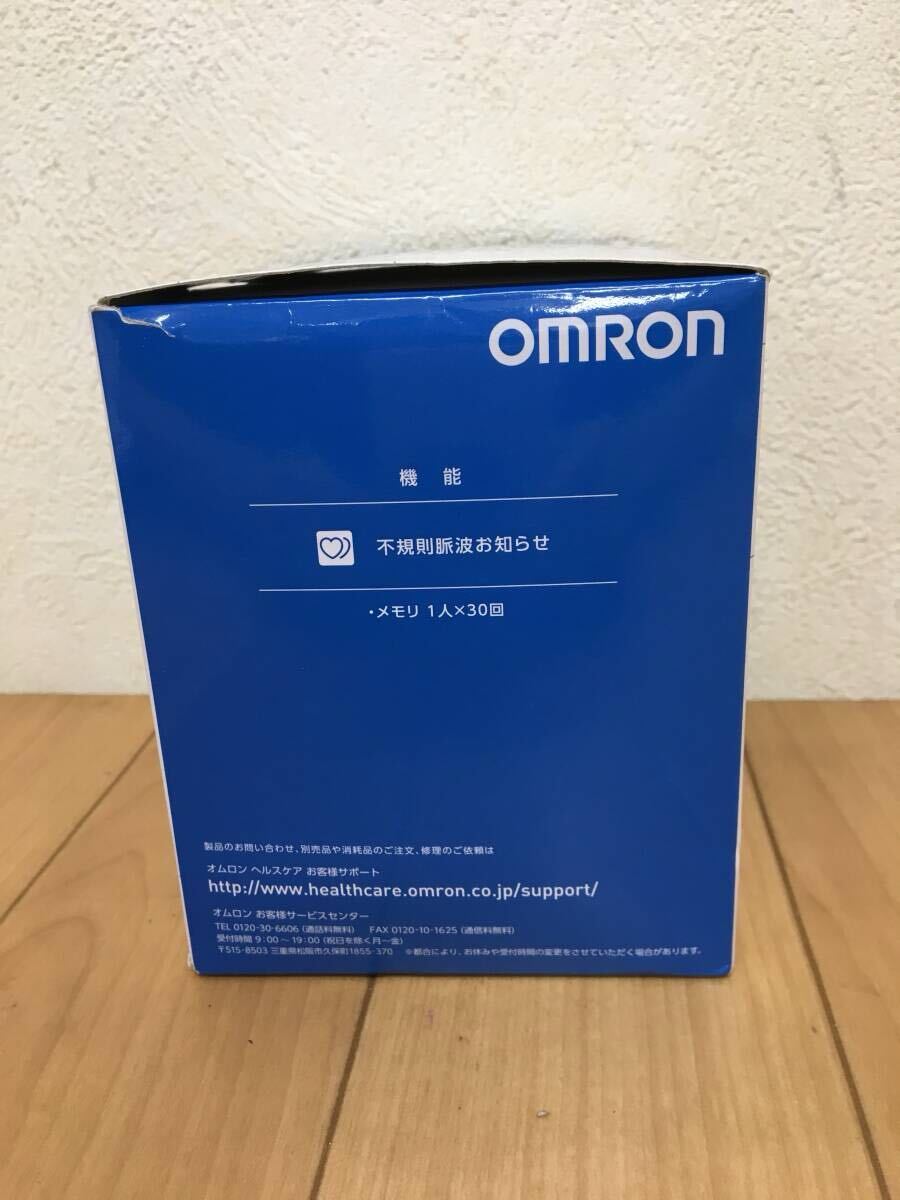 OMRON
機 能
不規則脈波お知らせ
・メモリ 1人×30回
製品のお問い合わせ、別売品や消耗品のご注文、修理のご依頼は
オムロン ヘルスケア お客様サポート
http://www.healthcare.omron.co.jp/support/
オムロン お客様サービスセンター
TEL 0120-30-6606 (通話料無料) FAX 0120-10-1625 (通信料無料)
受付時間 9:00～19:00 (祝日を除く月～金)
〒515-8503 三重県松阪市久保町1855-370 ※都合により、お休みや受付時間の変更をさせていただく場合があります。